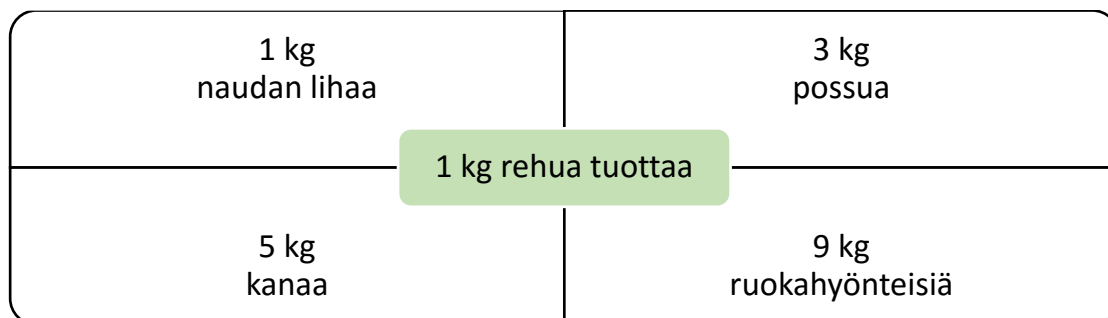 1 kg
naudan lihaa
3 kg
possua
1 kg rehua tuottaa
5 kg
kanaa
9 kg
ruokahyönteisiä